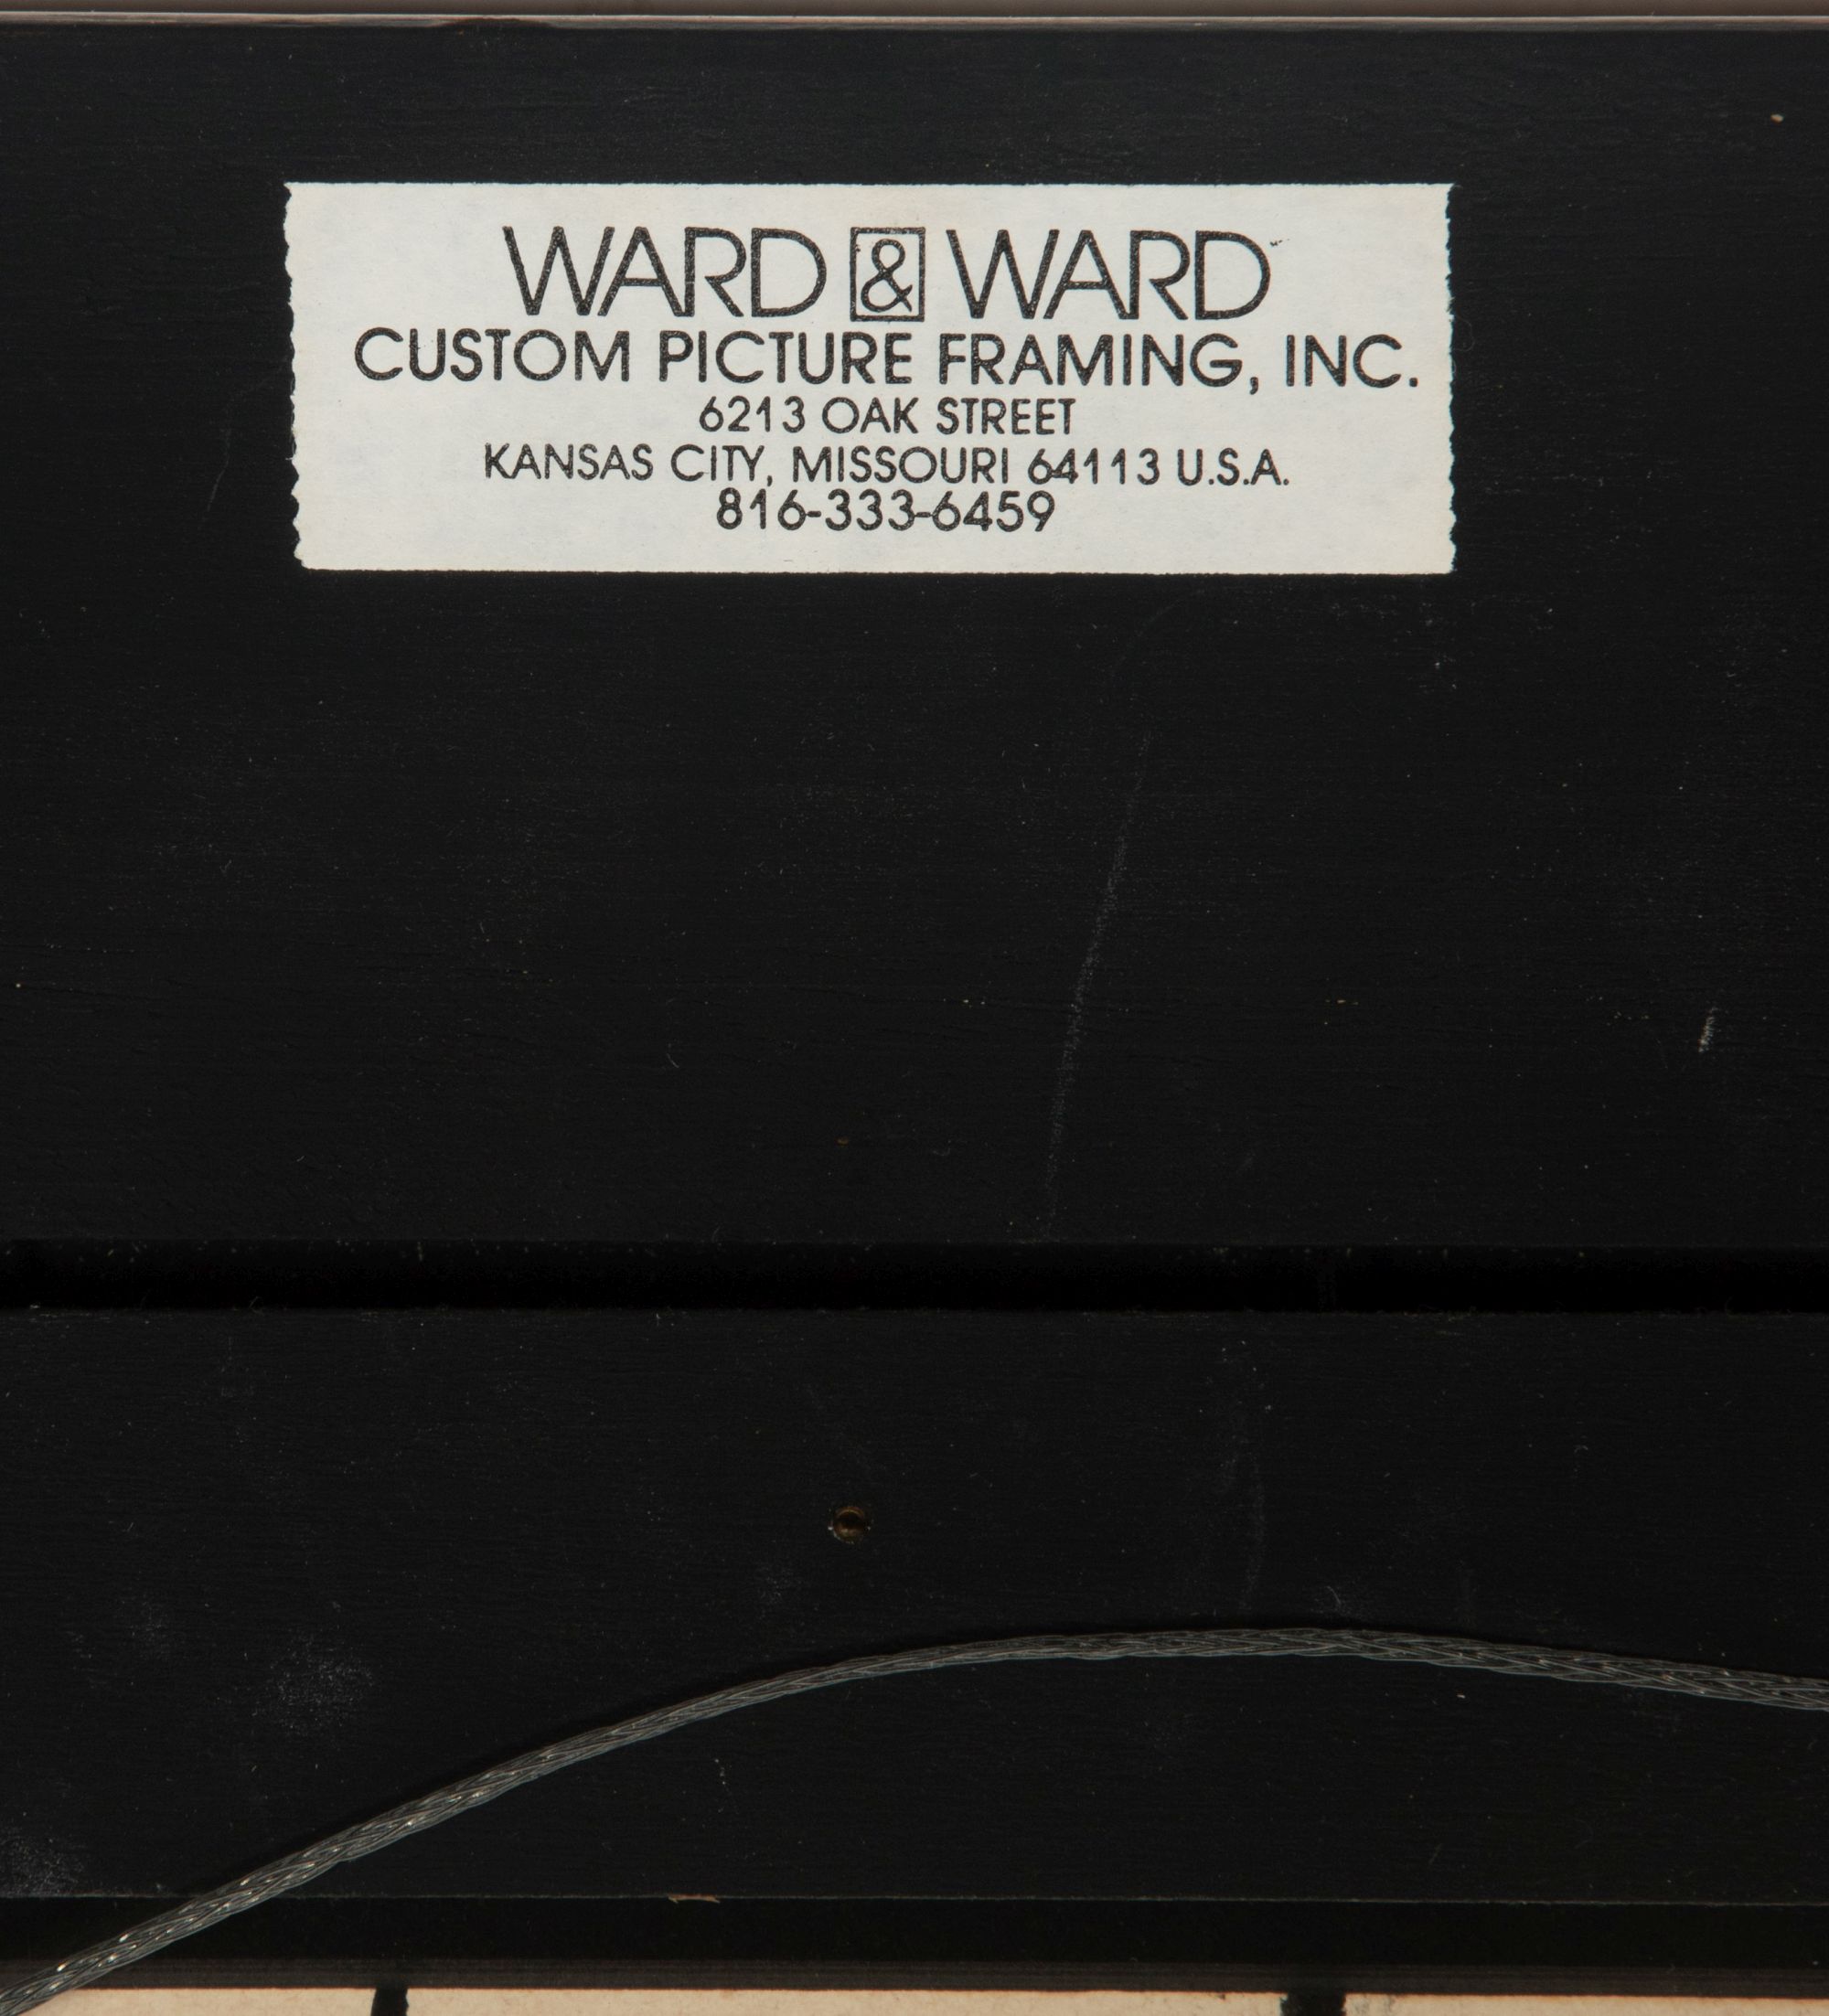 WARD & WARD
CUSTOM PICTURE FRAMING, INC.
6213 OAK STREET
KANSAS CITY, MISSOURI 64113 U.S.A.
816-333-6459